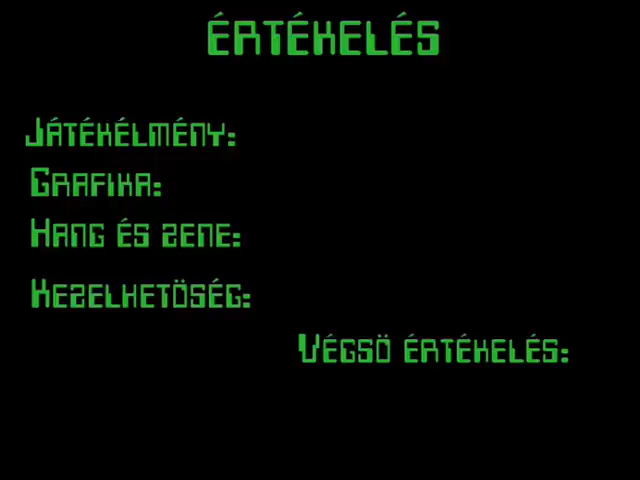 ÉRTÉKELÉS
JÁTÉKÉLMÉNY:
GRAFIKA:
HANG ÉS ZENE:
KEZELHETÖSÉG:
VÉGSÖ ÉRTÉKELÉS: